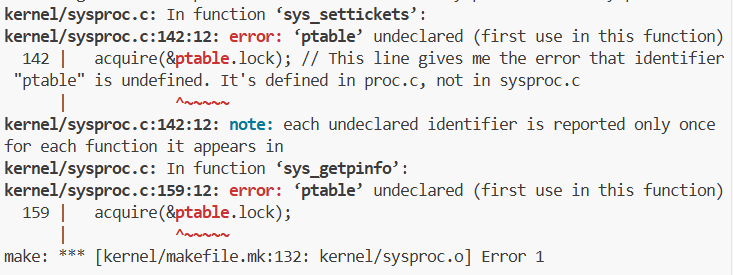 kernel/sysproc.c: In function ‘sys_settickets’:
kernel/sysproc.c:142:12: error: ‘ptable’ undeclared (first use in this function)
  142 |   acquire(&ptable.lock); // This line gives me the error that identifier
 "ptable" is undefined. It's defined in proc.c, not in sysproc.c
      |            ^~~~~~
kernel/sysproc.c:142:12: note: each undeclared identifier is reported only once
for each function it appears in
kernel/sysproc.c: In function ‘sys_getpinfo’:
kernel/sysproc.c:159:12: error: ‘ptable’ undeclared (first use in this function)
  159 |   acquire(&ptable.lock);
      |            ^~~~~~
make: *** [kernel/makefile.mk:132: kernel/sysproc.o] Error 1